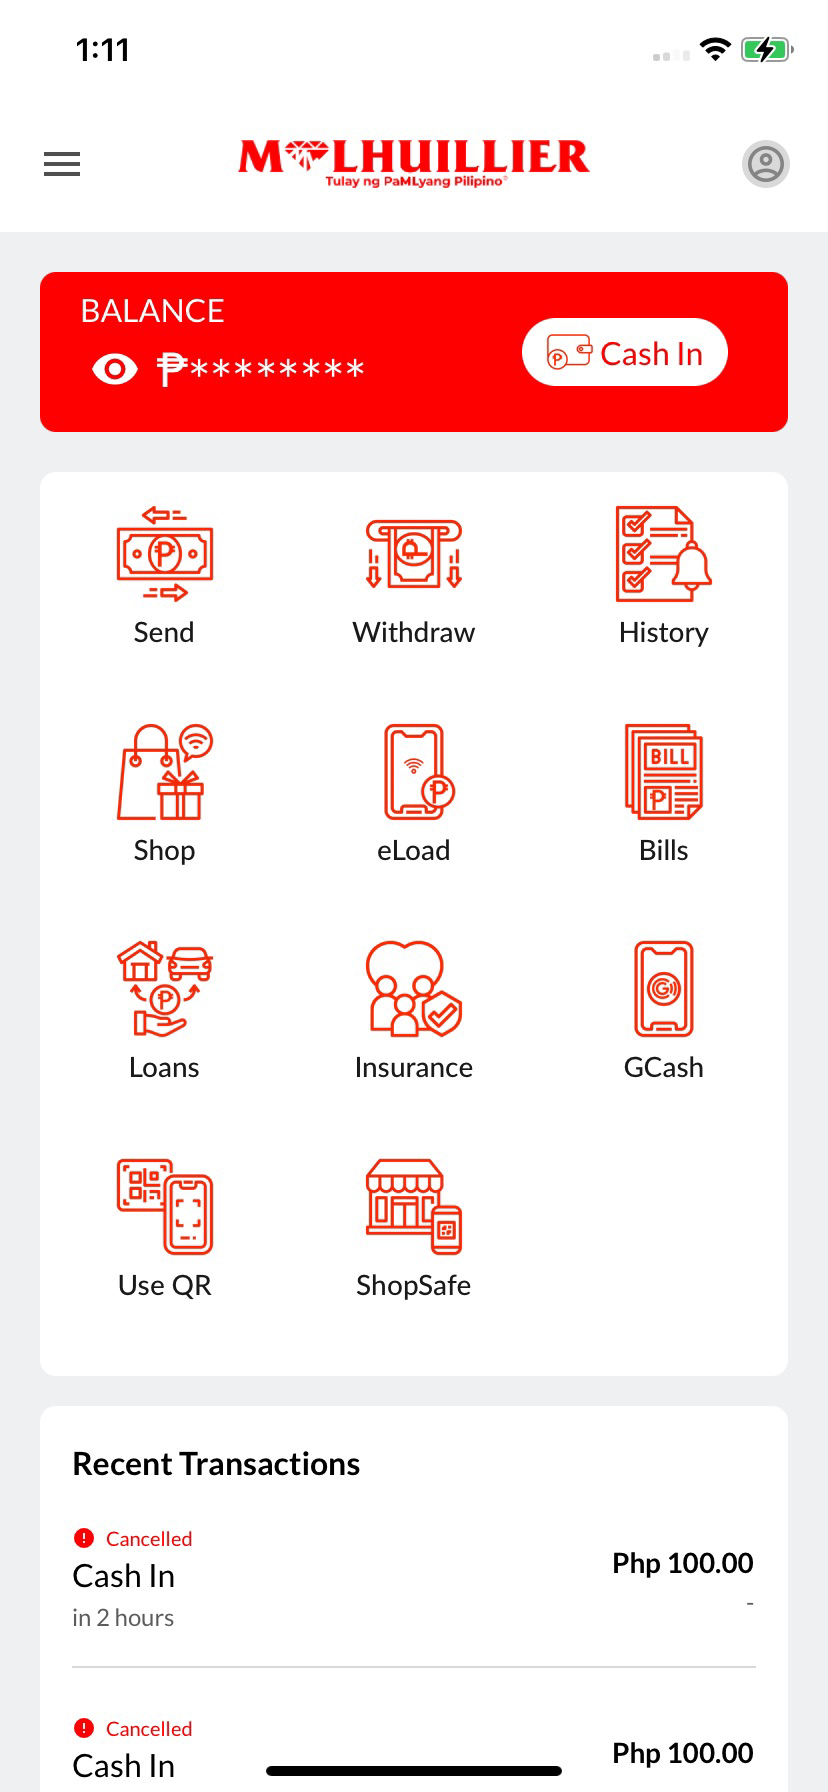 1:11
M LHUILLIER
Tulay ng PaMLyang Pilipino®
BALANCE
₱********
Cash In
Send
Withdraw
History
BILL
Shop
eLoad
Bills
Loans
Insurance
GCash
Use QR
ShopSafe
Recent Transactions
Cancelled
Cash In
Php 100.00
in 2 hours
-
Cancelled
Cash In
Php 100.00